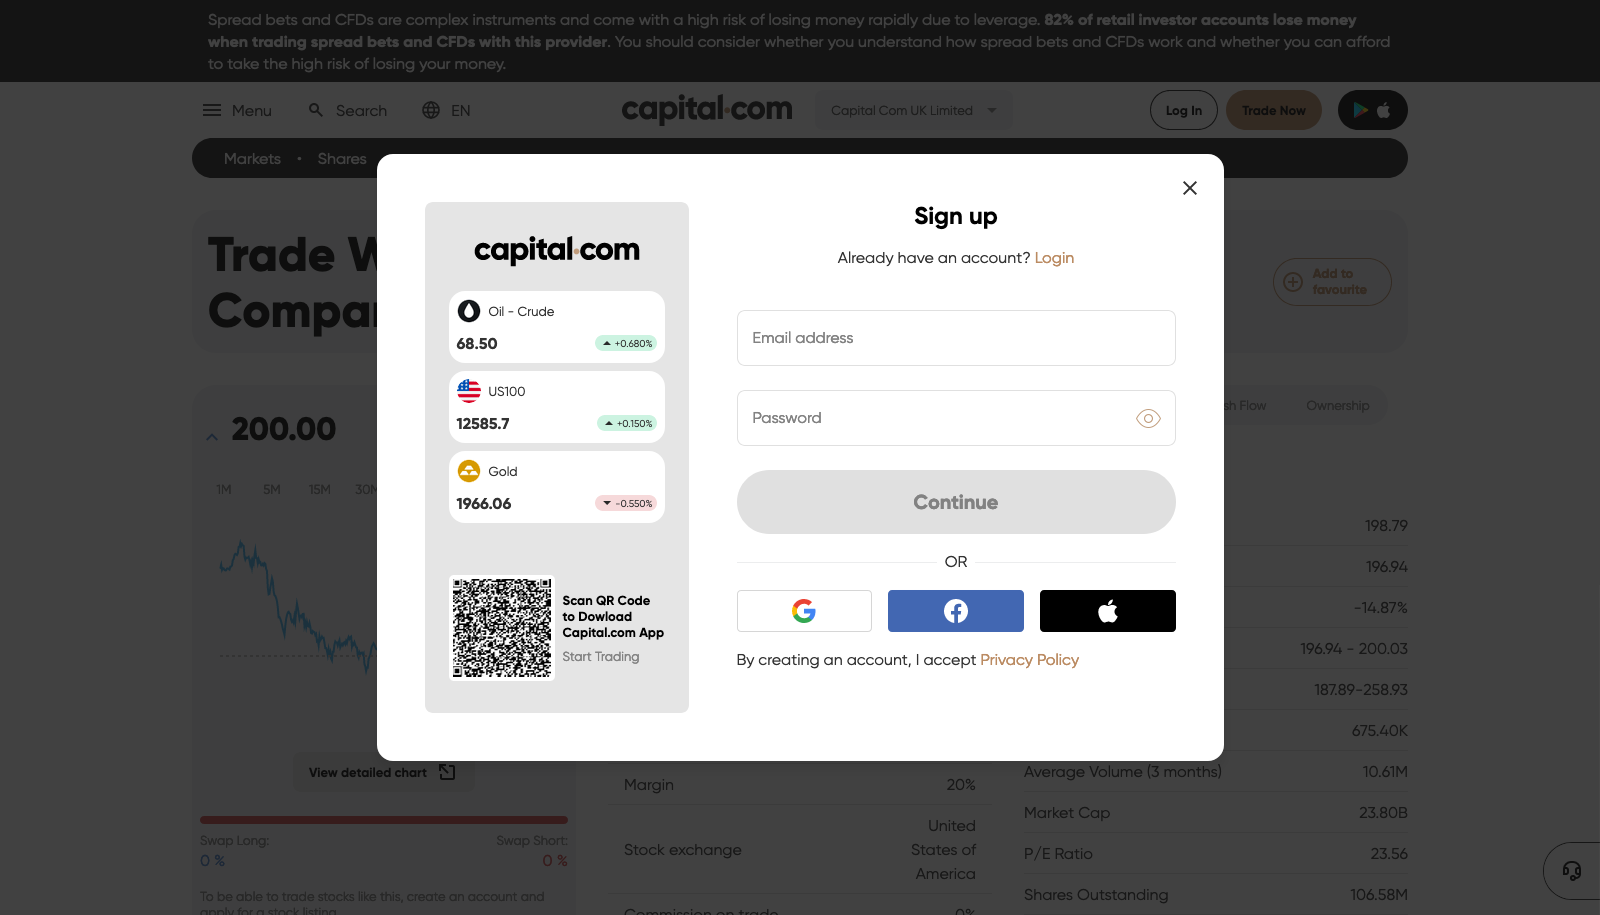 Spread bets and CFDs are complex instruments and come with a high risk of losing money rapidly due to leverage. 82% of retail investor accounts lose money
when trading spread bets and CFDs with this provider. You should consider whether you understand how spread bets and CFDs work and whether you can afford
to take the high risk of losing your money.
Menu
Search
EN
capital.com
Capital Com UK Limited
Log In
Trade Now
Markets • Shares
Trade
Add to
favourite
200.00
1M 5M 15M
Ownership
Flow
View detailed chart
Swap Long:
0 %
Swap Short:
0 %
To be able to trade stocks like this, create an account and
apply for a stock listing
Margin 20%
Stock exchange
United
States of
America
Commission on trade 0%
198.79
196.94
-14.87%
196.94 - 200.03
187.89-258.93
675.40K
Average Volume (3 months) 10.61M
Market Cap 23.80B
P/E Ratio 23.56
Shares Outstanding 106.58M
capital.com
Oil - Crude
68.50 +0.680%
US100
12585.7 +0.150%
Gold
1966.06 -0.550%
Scan QR Code
to Dowload
Capital.com App
Start Trading
Sign up
Already have an account? Login
Email address
Password
Continue
OR
By creating an account, I accept Privacy Policy